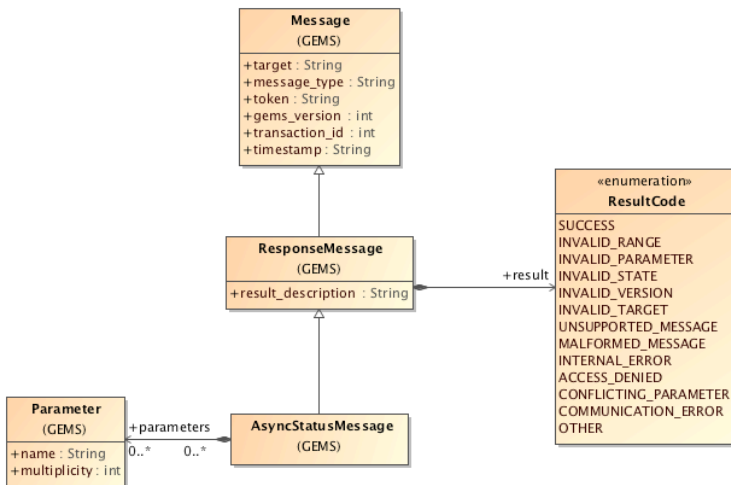 Message
(GEMS)
+target : String
+message_type : String
+token : String
+gems_version : int
+transaction_id : int
+timestamp : String
«enumeration»
ResultCode
SUCCESS
INVALID_RANGE
INVALID_PARAMETER
INVALID_STATE
INVALID_VERSION
INVALID_TARGET
UNSUPPORTED_MESSAGE
MALFORMED_MESSAGE
INTERNAL_ERROR
ACCESS_DENIED
CONFLICTING_PARAMETER
COMMUNICATION_ERROR
OTHER
ResponseMessage
(GEMS)
+result_description : String
+result
Parameter
(GEMS)
+name : String
+multiplicity : int
+parameters
0..* 0..*
AsyncStatusMessage
(GEMS)